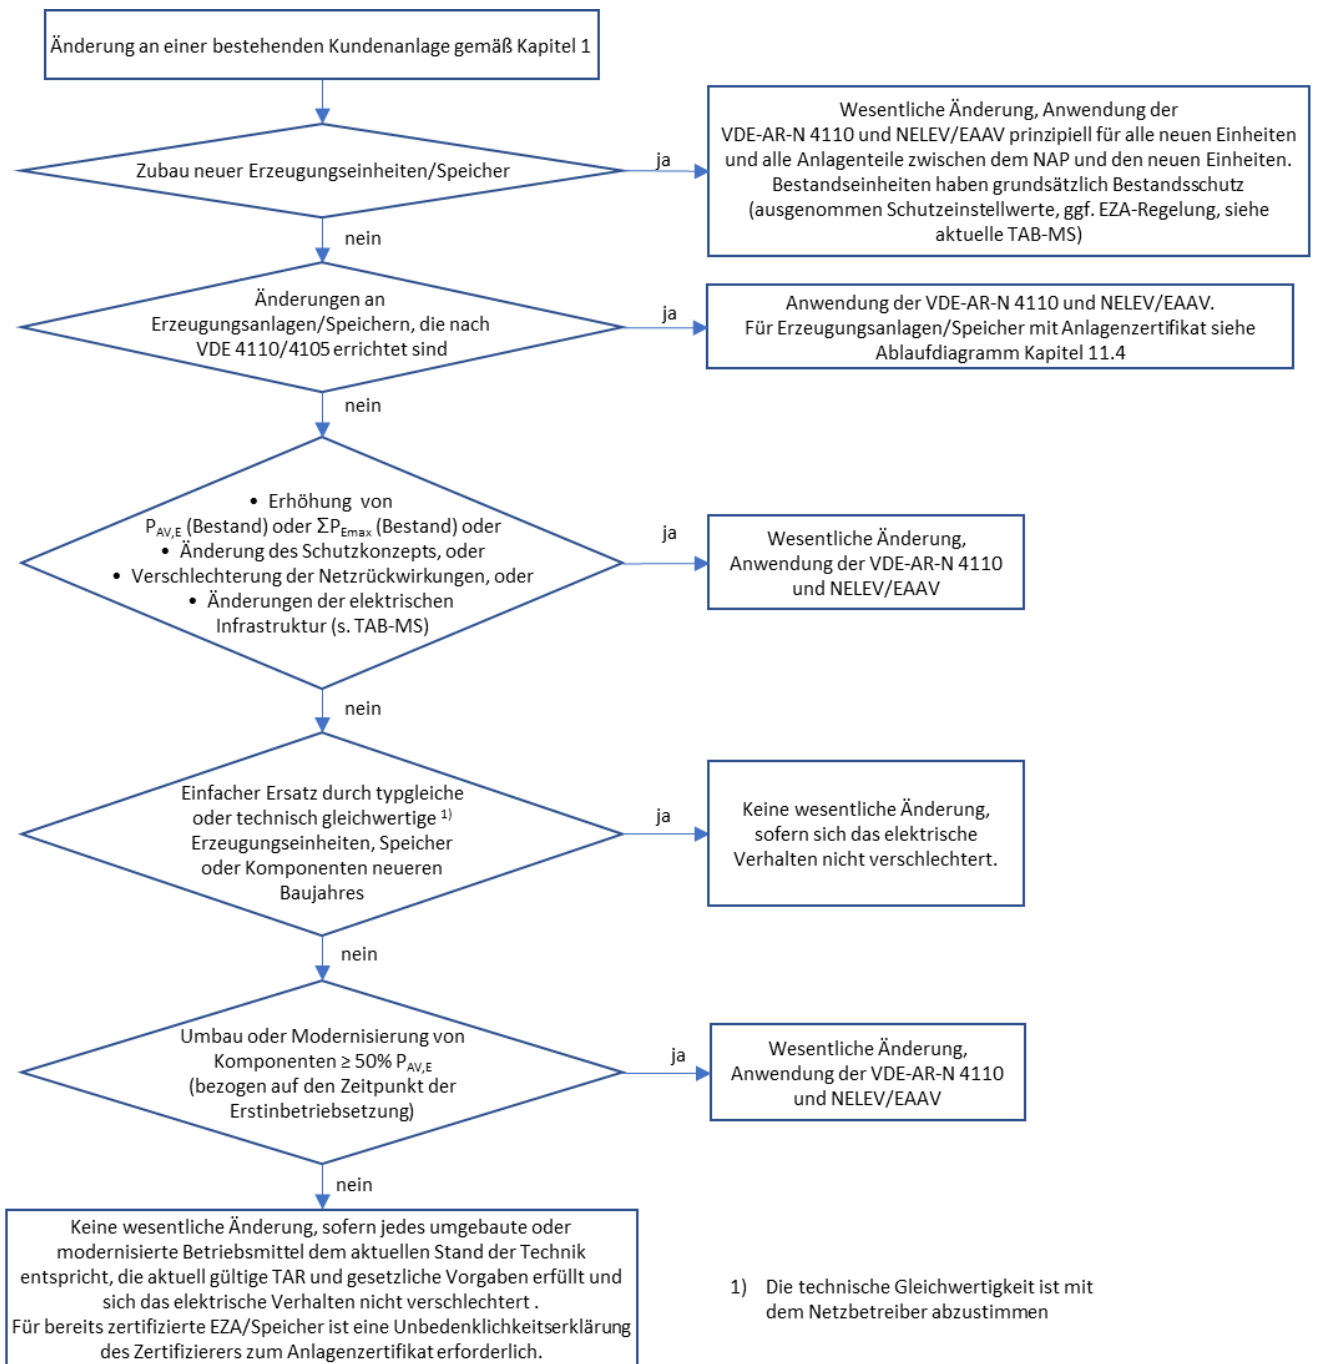 Änderung an einer bestehenden Kundenanlage gemäß Kapitel 1
Zubau neuer Erzeugungseinheiten/Speicher
ja
Wesentliche Änderung, Anwendung der
VDE-AR-N 4110 und NELEV/EAAV prinzipiell für alle neuen Einheiten
und alle Anlagenteile zwischen dem NAP und den neuen Einheiten.
Bestandseinheiten haben grundsätzlich Bestandsschutz
(ausgenommen Schutzeinstellwerte, ggf. EZA-Regelung, siehe
aktuelle TAB-MS)
nein
Änderungen an
Erzeugungsanlagen/Speichern, die nach
VDE 4110/4105 errichtet sind
ja
Anwendung der VDE-AR-N 4110 und NELEV/EAAV.
Für Erzeugungsanlagen/Speicher mit Anlagenzertifikat siehe
Ablaufdiagramm Kapitel 11.4
nein
• Erhöhung von
P_AV,E (Bestand) oder ΣP_Emax (Bestand) oder
• Änderung des Schutzkonzepts, oder
• Verschlechterung der Netzrückwirkungen, oder
• Änderungen der elektrischen
Infrastruktur (s. TAB-MS)
ja
Wesentliche Änderung,
Anwendung der VDE-AR-N 4110
und NELEV/EAAV
nein
Einfacher Ersatz durch typgleiche
oder technisch gleichwertige 1)
Erzeugungseinheiten, Speicher
oder Komponenten neueren
Baujahres
ja
Keine wesentliche Änderung,
sofern sich das elektrische
Verhalten nicht verschlechtert.
nein
Umbau oder Modernisierung von
Komponenten ≥ 50% P_AV,E
(bezogen auf den Zeitpunkt der
Erstinbetriebsetzung)
ja
Wesentliche Änderung,
Anwendung der VDE-AR-N 4110
und NELEV/EAAV
nein
Keine wesentliche Änderung, sofern jedes umgebaute oder
modernisierte Betriebsmittel dem aktuellen Stand der Technik
entspricht, die aktuell gültige TAR und gesetzliche Vorgaben erfüllt und
sich das elektrische Verhalten nicht verschlechtert .
Für bereits zertifizierte EZA/Speicher ist eine Unbedenklichkeitserklärung
des Zertifizierers zum Anlagenzertifikat erforderlich.
1) Die technische Gleichwertigkeit ist mit
dem Netzbetreiber abzustimmen